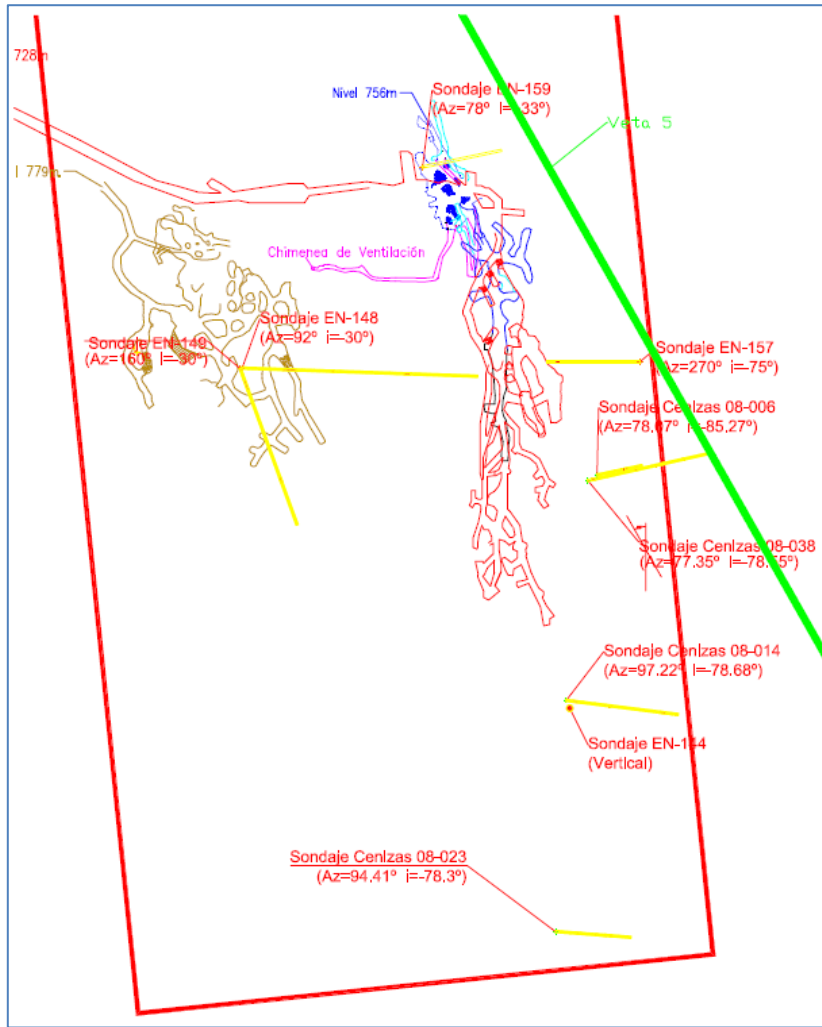 728m
Sondaje EN-159
(Az=78º i=-33º)
Nivel 756m
Veta 5
l 779m
Chimenea de Ventilación
Sondaje EN-148
(Az=92º i=-30º)
Sondaje EN-149
(Az=160º i=-30º)
Sondaje EN-157
(Az=270º i=-75º)
Sondaje Cenizas 08-006
(Az=78.07º i=-85.27º)
Sondaje Cenizas 08-038
(Az=77.35º i=-78.55º)
Sondaje Cenizas 08-014
(Az=97.22º i=-78.68º)
Sondaje EN-144
(Vertical)
Sondaje Cenizas 08-023
(Az=94.41º i=-78.3º)